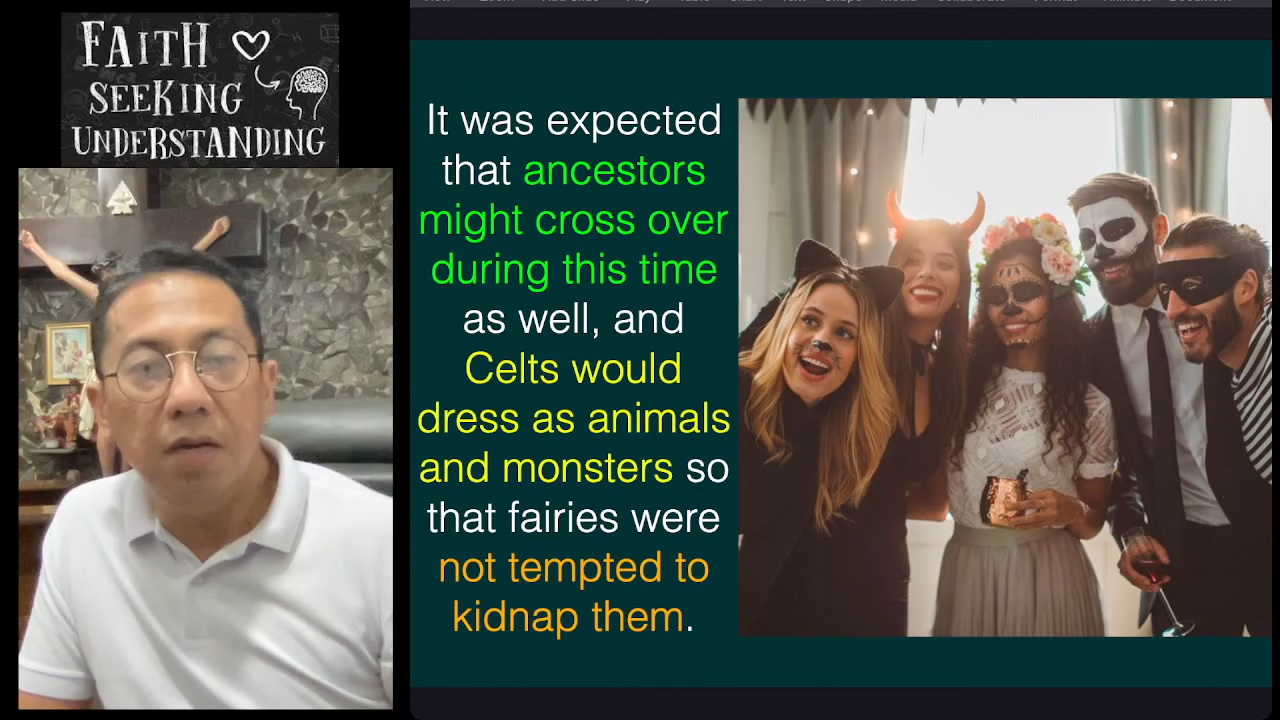 FAITH
SEEKING
UNDERSTANDING
It was expected
that ancestors
might cross over
during this time
as well, and
Celts would
dress as animals
and monsters so
that fairies were
not tempted to
kidnap them.